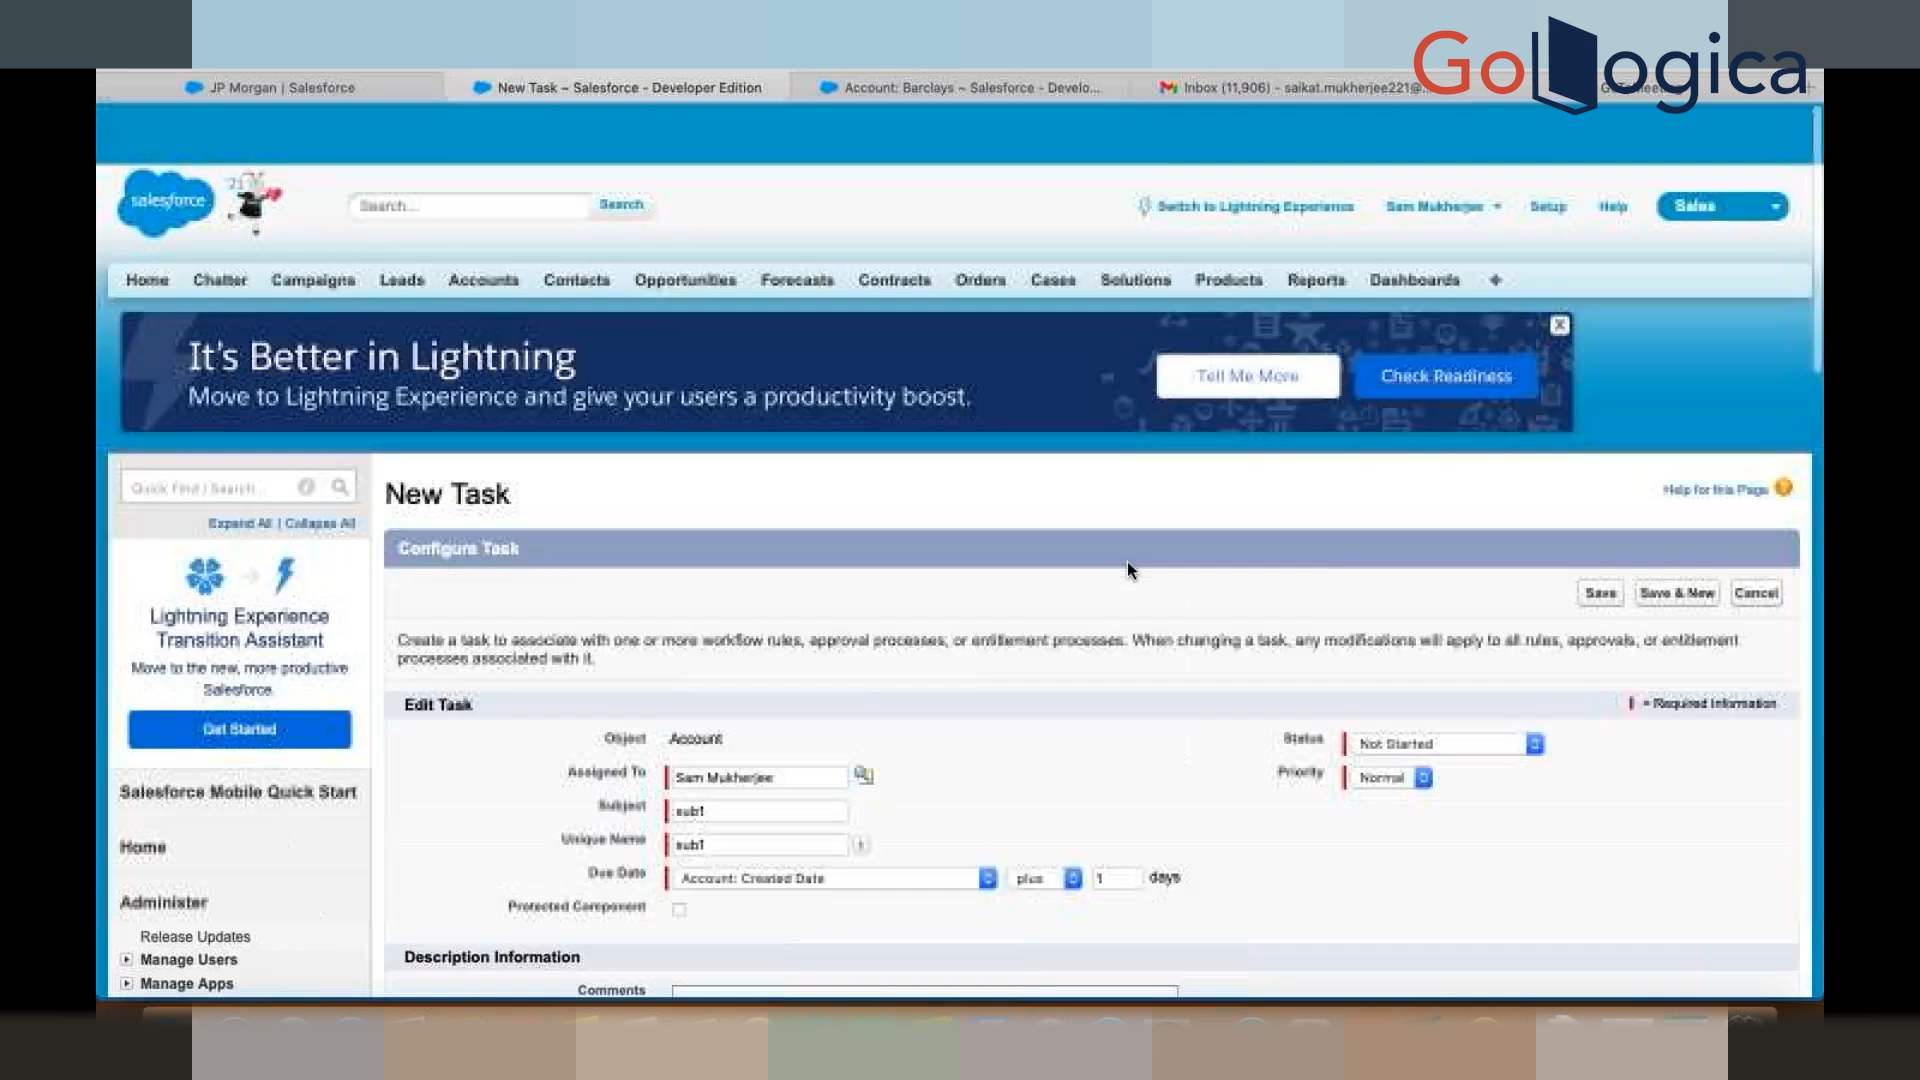 GoLogica
JP Morgan | Salesforce
New Task ~ Salesforce - Developer Edition
Account: Barclays ~ Salesforce - Develo...
Inbox (11,906) - saikat.mukherjee221@...
salesforce
Search...
Search
Switch to Lightning Experience
Sam Mukherjee
Setup
Help
Sales
Home Chatter Campaigns Leads Accounts Contacts Opportunities Forecasts Contracts Orders Cases Solutions Products Reports Dashboards +
It's Better in Lightning
Move to Lightning Experience and give your users a productivity boost.
Tell Me More
Check Readiness
Quick Find / Search...
Expand All | Collapse All
Lightning Experience
Transition Assistant
Move to the new, more productive
Salesforce
Get Started
Salesforce Mobile Quick Start
Home
Administer
Release Updates
Manage Users
Manage Apps
New Task
Help for this Page
Configure Task
Save
Save & New
Cancel
Create a task to associate with one or more workflow rules, approval processes, or entitlement processes. When changing a task, any modifications will apply to all rules, approvals, or entitlement
processes associated with it.
Edit Task
= Required Information
Object Account
Status Not Started
Assigned To Sam Mukherjee
Priority Normal
Subject sub1
Unique Name sub1
Due Date Account: Created Date plus 1 days
Protected Component
Description Information
Comments